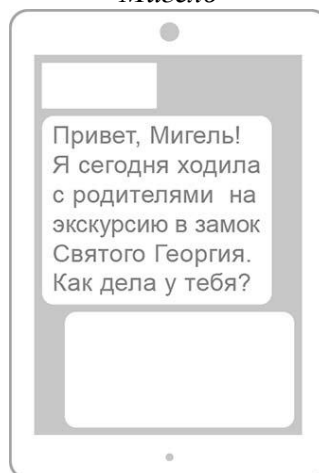 Привет, Мигель!
Я сегодня ходила
с родителями на
экскурсию в замок
Святого Георгия.
Как дела у тебя?